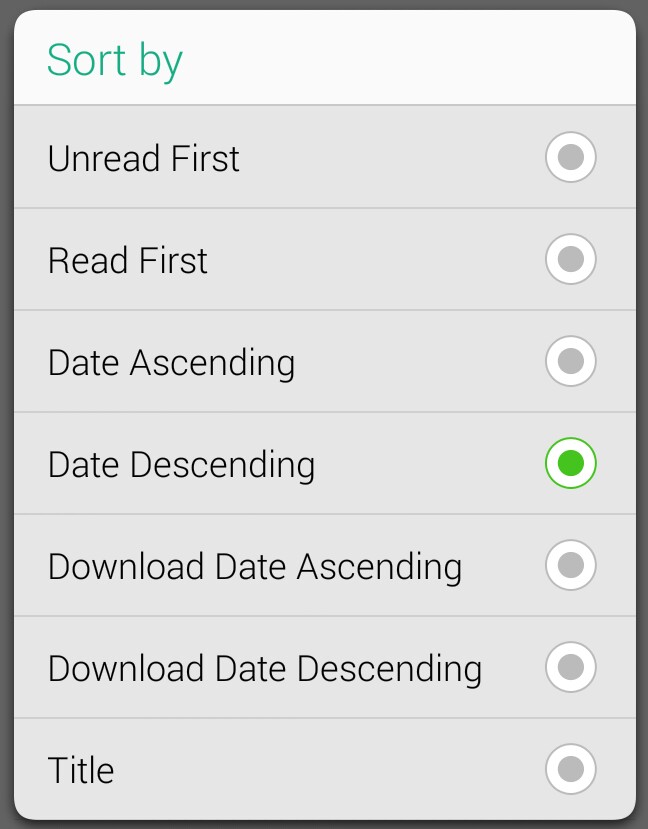 Sort by
Unread First
Read First
Date Ascending
Date Descending
Download Date Ascending
Download Date Descending
Title